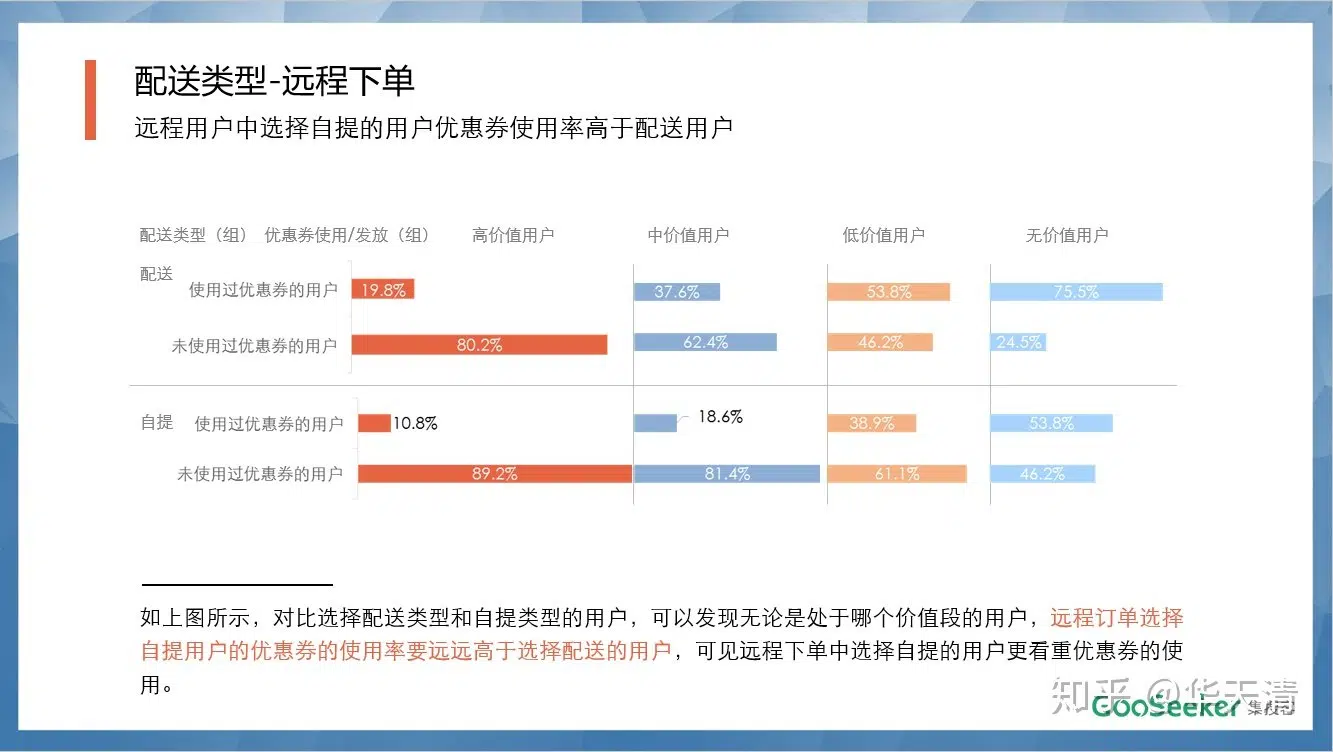 配送类型-远程下单
远程用户中选择自提的用户优惠券使用率高于配送用户
配送类型（组） 优惠券使用/发放（组） 高价值用户 中价值用户 低价值用户 无价值用户
配送
使用过优惠券的用户 19.8% 37.6% 53.8% 75.5%
未使用过优惠券的用户 80.2% 62.4% 46.2% 24.5%
自提 使用过优惠券的用户 10.8% 18.6% 38.9% 53.8%
未使用过优惠券的用户 89.2% 81.4% 61.1% 46.2%
如上图所示，对比选择配送类型和自提类型的用户，可以发现无论是处于哪个价值段的用户，远程订单选择
自提用户的优惠券的使用率要远远高于选择配送的用户，可见远程下单中选择自提的用户更看重优惠券的使
用。
知乎 @华天清
GooSeeker